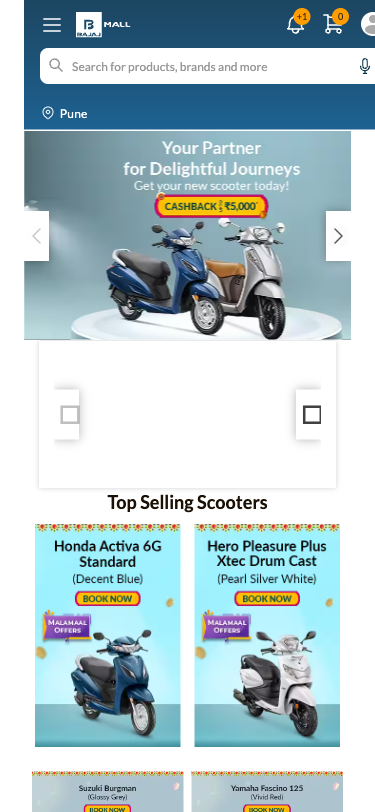 BAJAJ MALL
+1
0
Search for products, brands and more
Pune
Your Partner
for Delightful Journeys
Get your new scooter today!
CASHBACK ₹5,000*
Top Selling Scooters
Honda Activa 6G
Standard
(Decent Blue)
BOOK NOW
MALAMAAL
OFFERS
Hero Pleasure Plus
Xtec Drum Cast
(Pearl Silver White)
BOOK NOW
MALAMAAL
OFFERS
Suzuki Burgman
(Glossy Grey)
BOOK NOW
Yamaha Fascino 125
(Vivid Red)
BOOK NOW